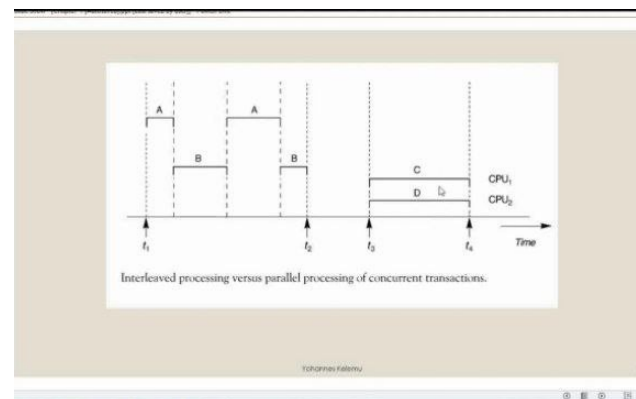 A
A
B
B
C
CPU₁
D
CPU₂
t₁
t₂
t₃
t₄
Time
Interleaved processing versus parallel processing of concurrent transactions.
Yohannes Kelemu